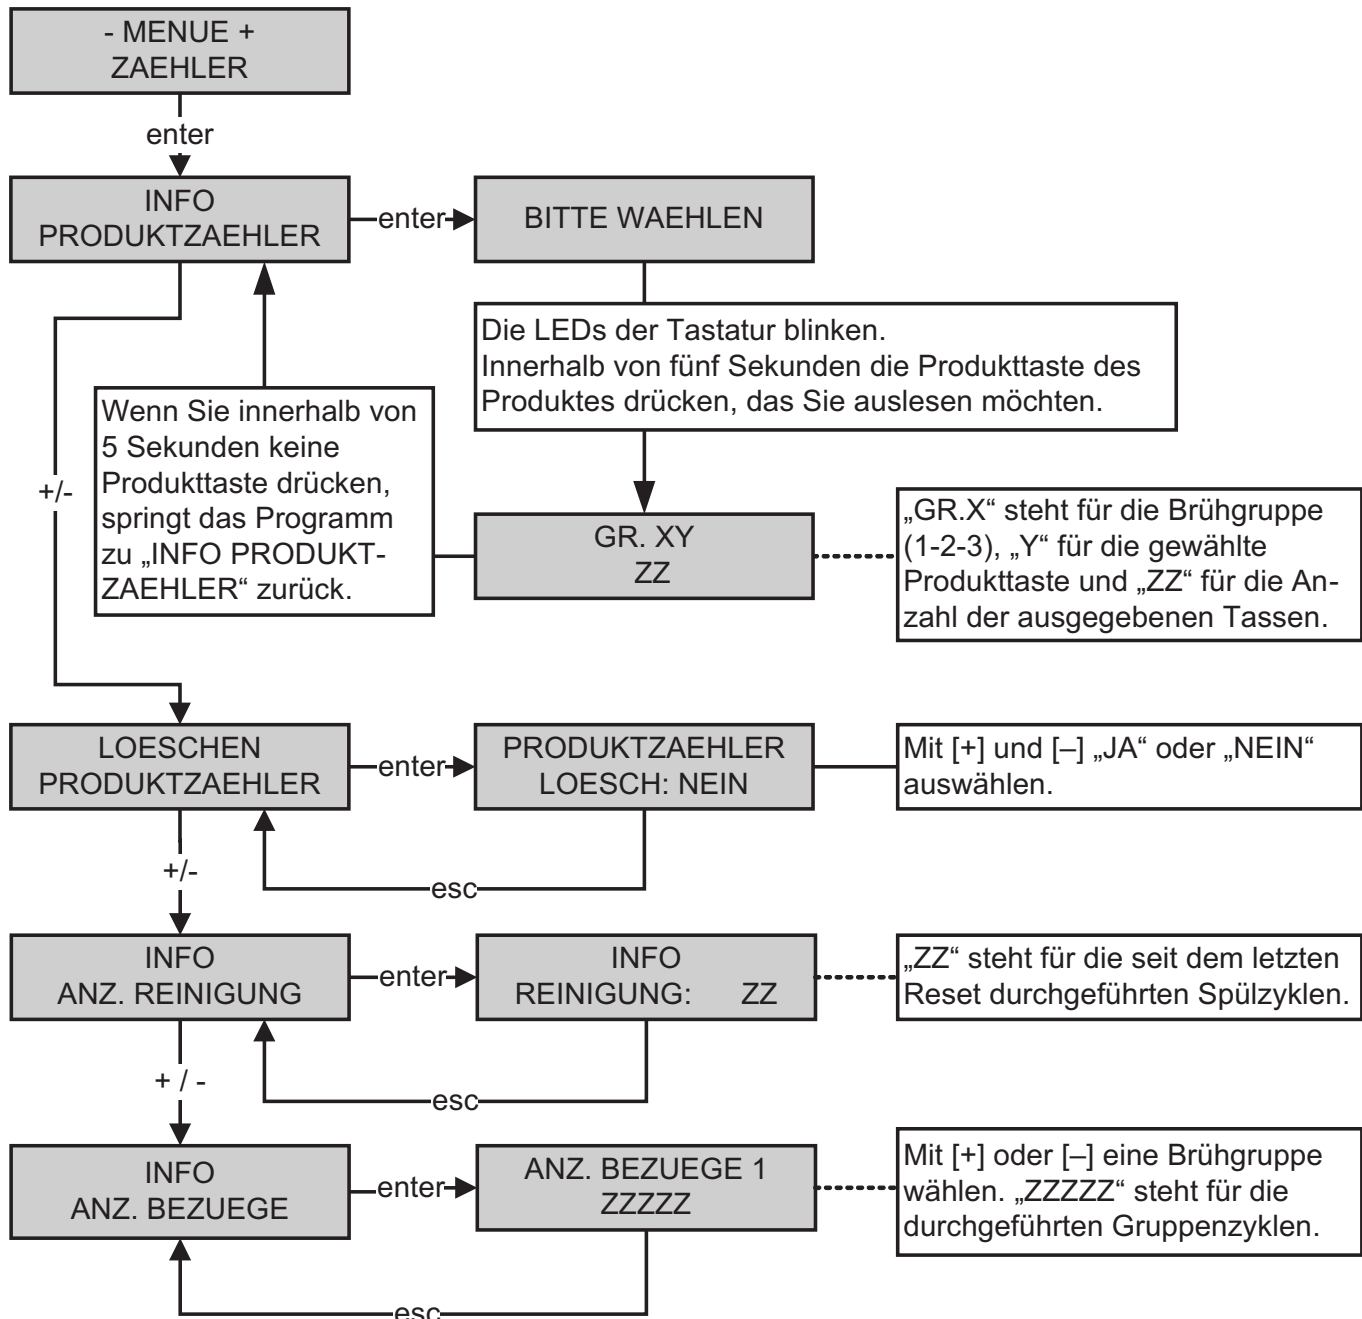 - MENUE +
ZAEHLER
enter
INFO
PRODUKTZAEHLER
enter
BITTE WAEHLEN
Die LEDs der Tastatur blinken.
Innerhalb von fünf Sekunden die Produkttaste des
Produktes drücken, das Sie auslesen möchten.
Wenn Sie innerhalb von
5 Sekunden keine
Produkttaste drücken,
springt das Programm
zu „INFO PRODUKT-
ZAEHLER“ zurück.
+/-
GR. XY
ZZ
„GR.X“ steht für die Brühgruppe
(1-2-3), „Y“ für die gewählte
Produkttaste und „ZZ“ für die An-
zahl der ausgegebenen Tassen.
LOESCHEN
PRODUKTZAEHLER
enter
PRODUKTZAEHLER
LOESCH: NEIN
Mit [+] und [–] „JA“ oder „NEIN“
auswählen.
+/-
esc
INFO
ANZ. REINIGUNG
enter
INFO
REINIGUNG: ZZ
„ZZ“ steht für die seit dem letzten
Reset durchgeführten Spülzyklen.
+ / -
esc
INFO
ANZ. BEZUEGE
enter
ANZ. BEZUEGE 1
ZZZZZ
Mit [+] oder [–] eine Brühgruppe
wählen. „ZZZZZ“ steht für die
durchgeführten Gruppenzyklen.
esc